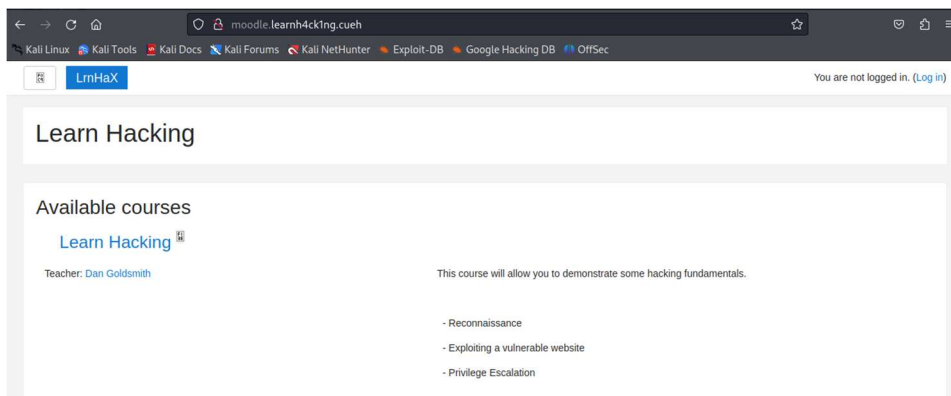 moodle.learnh4ck1ng.cueh
Kali Linux Kali Tools Kali Docs Kali Forums Kali NetHunter Exploit-DB Google Hacking DB OffSec
LrnHaX You are not logged in. (Log in)
Learn Hacking
Available courses
Learn Hacking
Teacher: Dan Goldsmith This course will allow you to demonstrate some hacking fundamentals.
- Reconnaissance
- Exploiting a vulnerable website
- Privilege Escalation